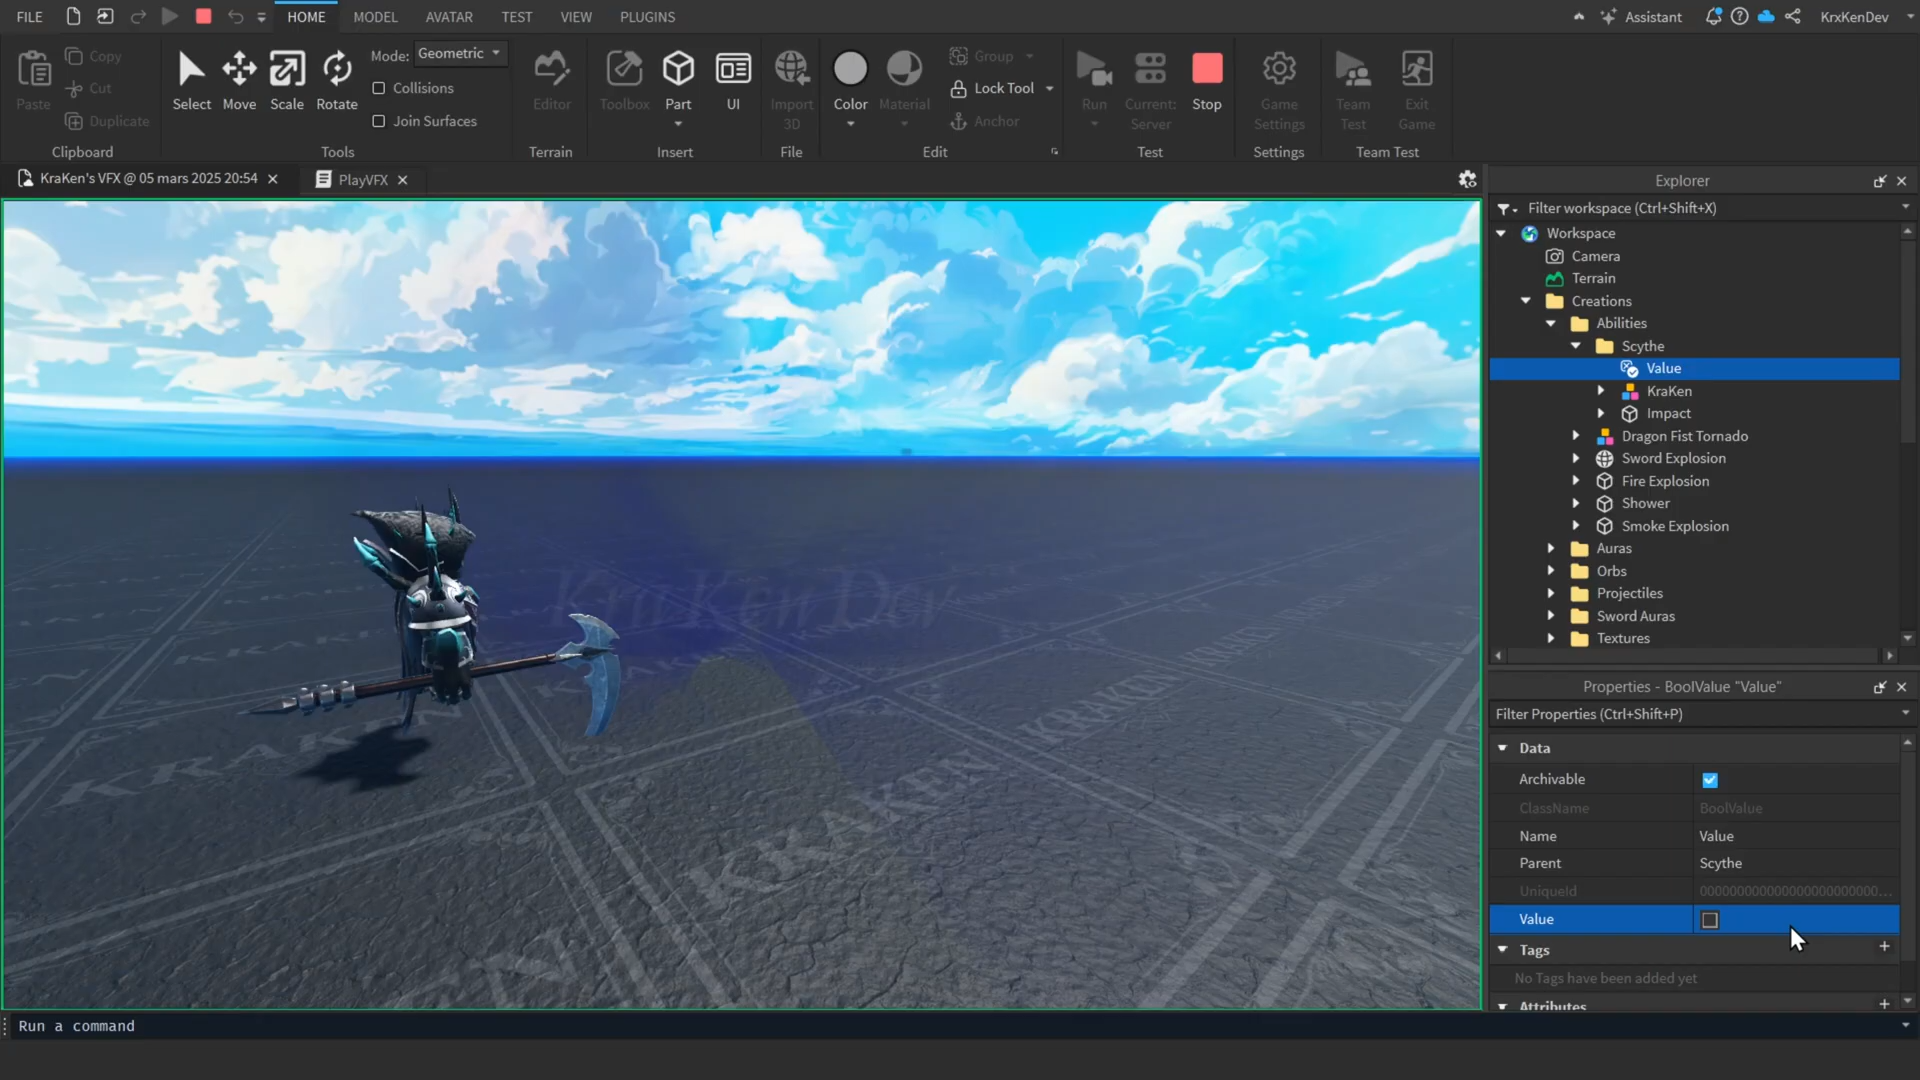 FILE HOME MODEL AVATAR TEST VIEW PLUGINS Assistant KrxKenDev
Paste Copy Cut Duplicate Clipboard
Select Move Scale Rotate Mode: Geometric Collisions Join Surfaces Tools
Editor Terrain
Toolbox Part UI Insert
Import 3D File
Color Material Group Lock Tool Anchor Edit
Run Current: Server Stop Test
Game Settings Settings
Team Test Exit Game Team Test
KraKen's VFX @ 05 mars 2025 20:54 PlayVFX
Explorer
Filter workspace (Ctrl+Shift+X)
Workspace
Camera
Terrain
Creations
Abilities
Scythe
Value
KraKen
Impact
Dragon Fist Tornado
Sword Explosion
Fire Explosion
Shower
Smoke Explosion
Auras
Orbs
Projectiles
Sword Auras
Textures
KraKen Dev
KRAKEN
KRAKEN
KRAKEN
Properties - BoolValue "Value"
Filter Properties (Ctrl+Shift+P)
Data
Archivable
ClassName BoolValue
Name Value
Parent Scythe
UniqueId 00000000000000000000000000...
Value
Tags
No Tags have been added yet
Attributes
Run a command